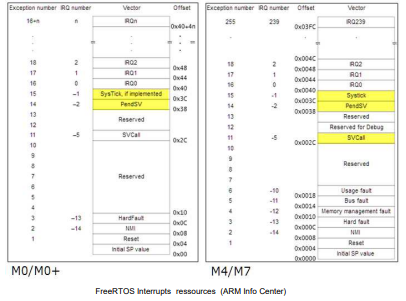 Exception number IRQ number Vector Offset
16+n n IRQn 0x40+4n
18 2 IRQ2 0x48
17 1 IRQ1 0x44
16 0 IRQ0 0x40
15 -1 SysTick, if implemented 0x3C
14 -2 PendSV 0x38
13 Reserved
12
11 -5 SVCall 0x2C
10
9
8
7 Reserved
6
5
4 0x10
3 -13 HardFault 0x0C
2 -14 NMI 0x08
1 Reset 0x04
Initial SP value 0x00
M0/M0+
Exception number IRQ number Offset Vector
255 239 0x03FC IRQ239
0x004C
18 2 0x0048 IRQ2
17 1 0x0044 IRQ1
16 0 0x0040 IRQ0
15 -1 0x003C Systick
14 -2 0x0038 PendSV
13 Reserved
12 Reserved for Debug
11 -5 0x002C SVCall
10
9
8 Reserved
7
6 -10 0x0018 Usage fault
5 -11 0x0014 Bus fault
4 -12 0x0010 Memory management fault
3 -13 0x000C Hard fault
2 -14 0x0008 NMI
1 0x0004 Reset
0x0000 Initial SP value
M4/M7
FreeRTOS Interrupts ressources (ARM Info Center)